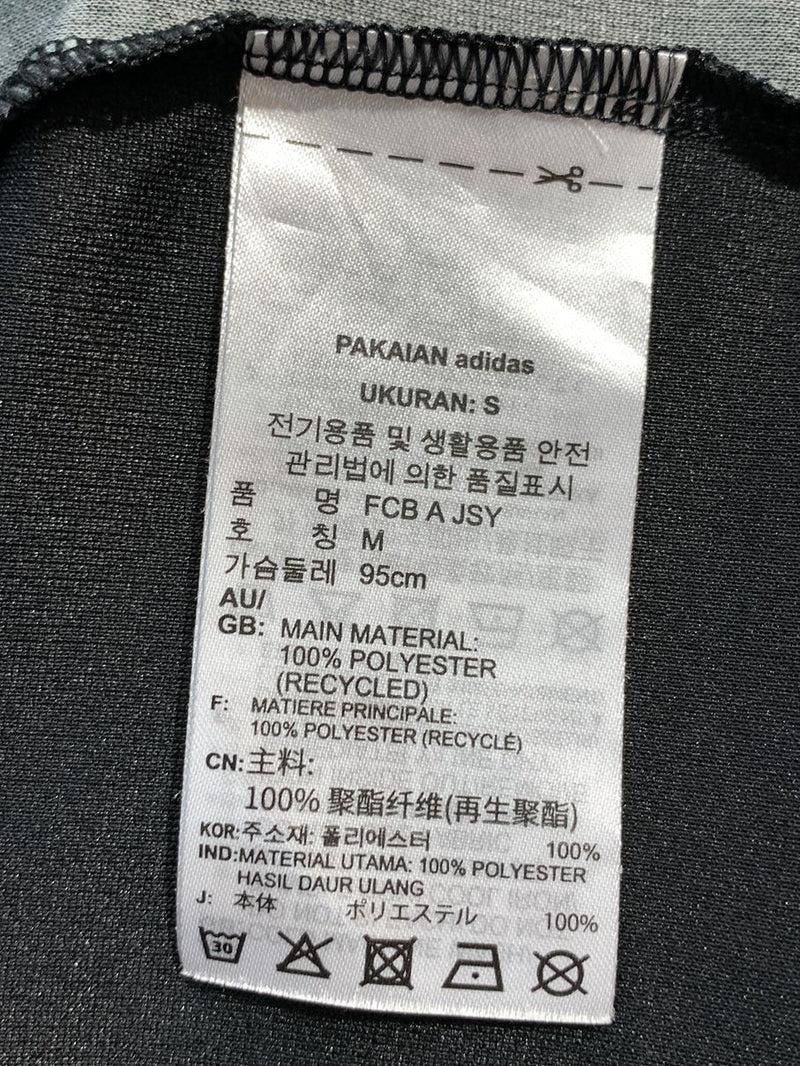 PAKAIAN adidas
UKURAN: S
전기용품 및 생활용품 안전
관리법에 의한 품질표시
품 명 FCB A JSY
호 칭 M
가슴둘레 95cm
AU/
GB: MAIN MATERIAL:
100% POLYESTER
(RECYCLED)
F: MATIERE PRINCIPALE:
100% POLYESTER (RECYCLÉ)
CN:主料:
100% 聚酯纤维(再生聚酯)
KOR:주소재: 폴리에스터 100%
IND:MATERIAL UTAMA: 100% POLYESTER
HASIL DAUR ULANG
J: 本体 ポリエステル 100%
30